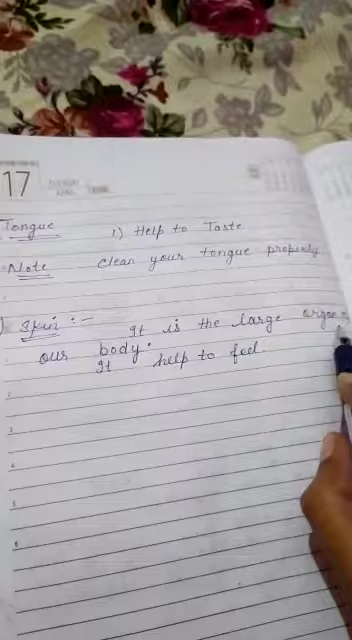 17
Tongue 1) Help to Taste
Note Clean your tongue properly
) Skin :-
It is the large organ
our body.
It help to feel